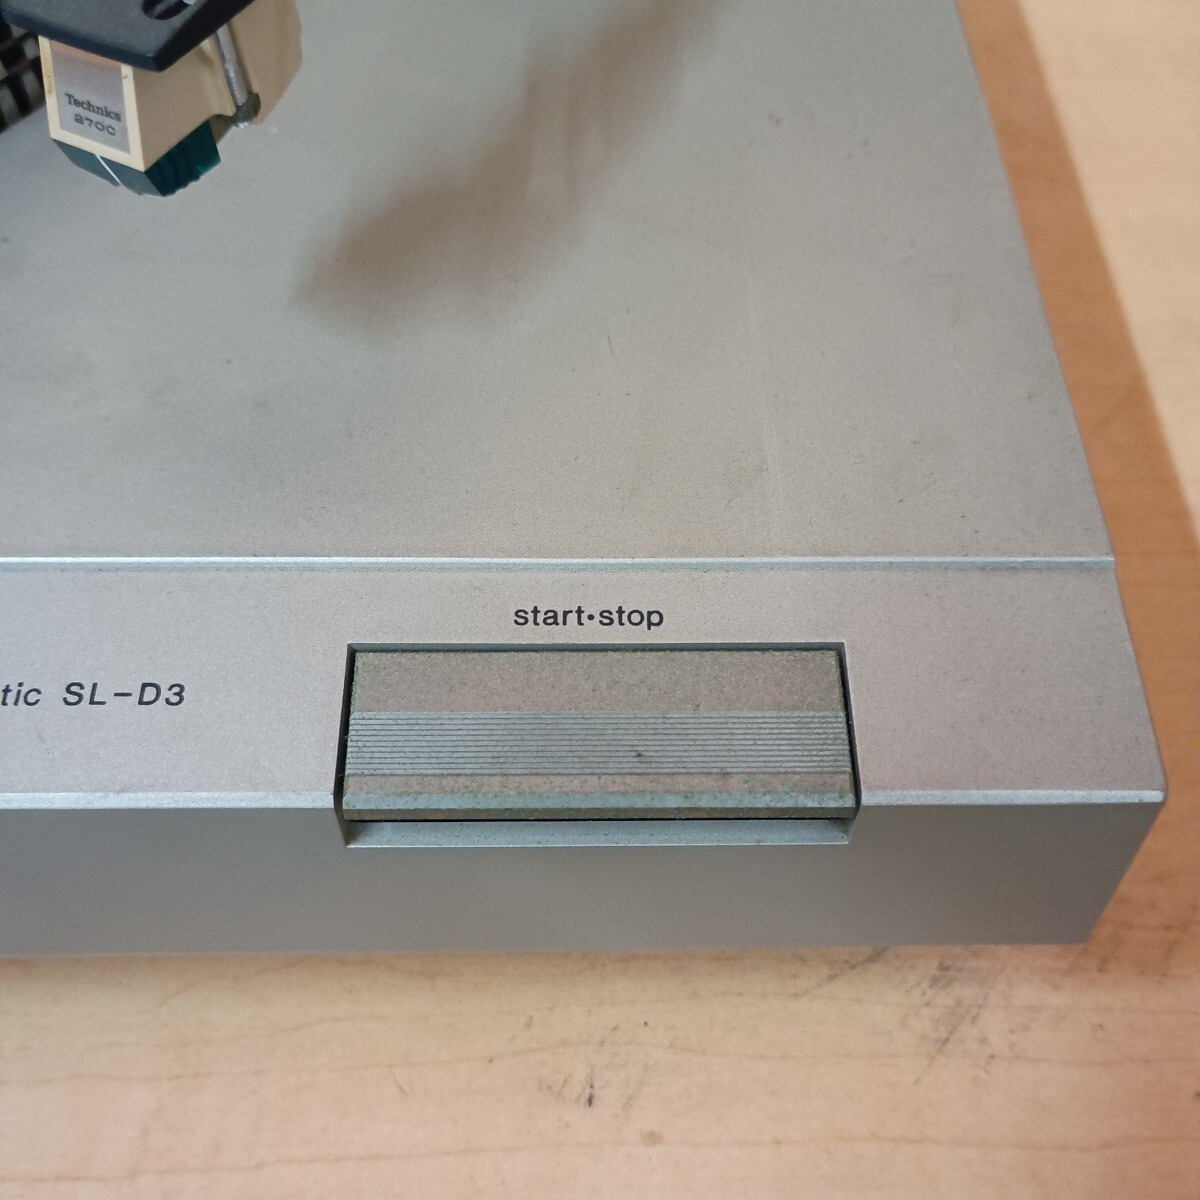 Technics
270C
start•stop
tic SL-D3